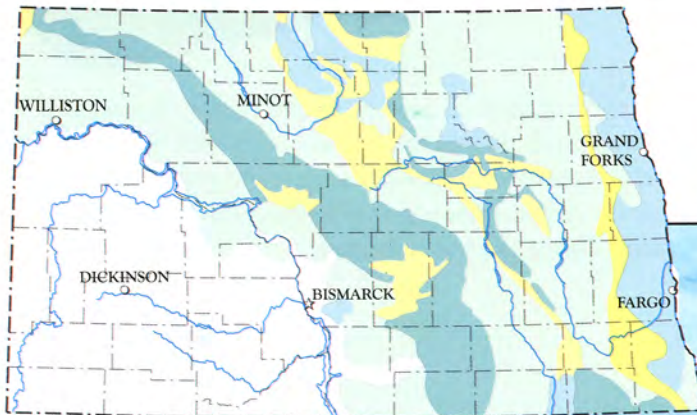 WILLISTON
MINOT
GRAND
FORKS
DICKINSON
BISMARCK
FARGO